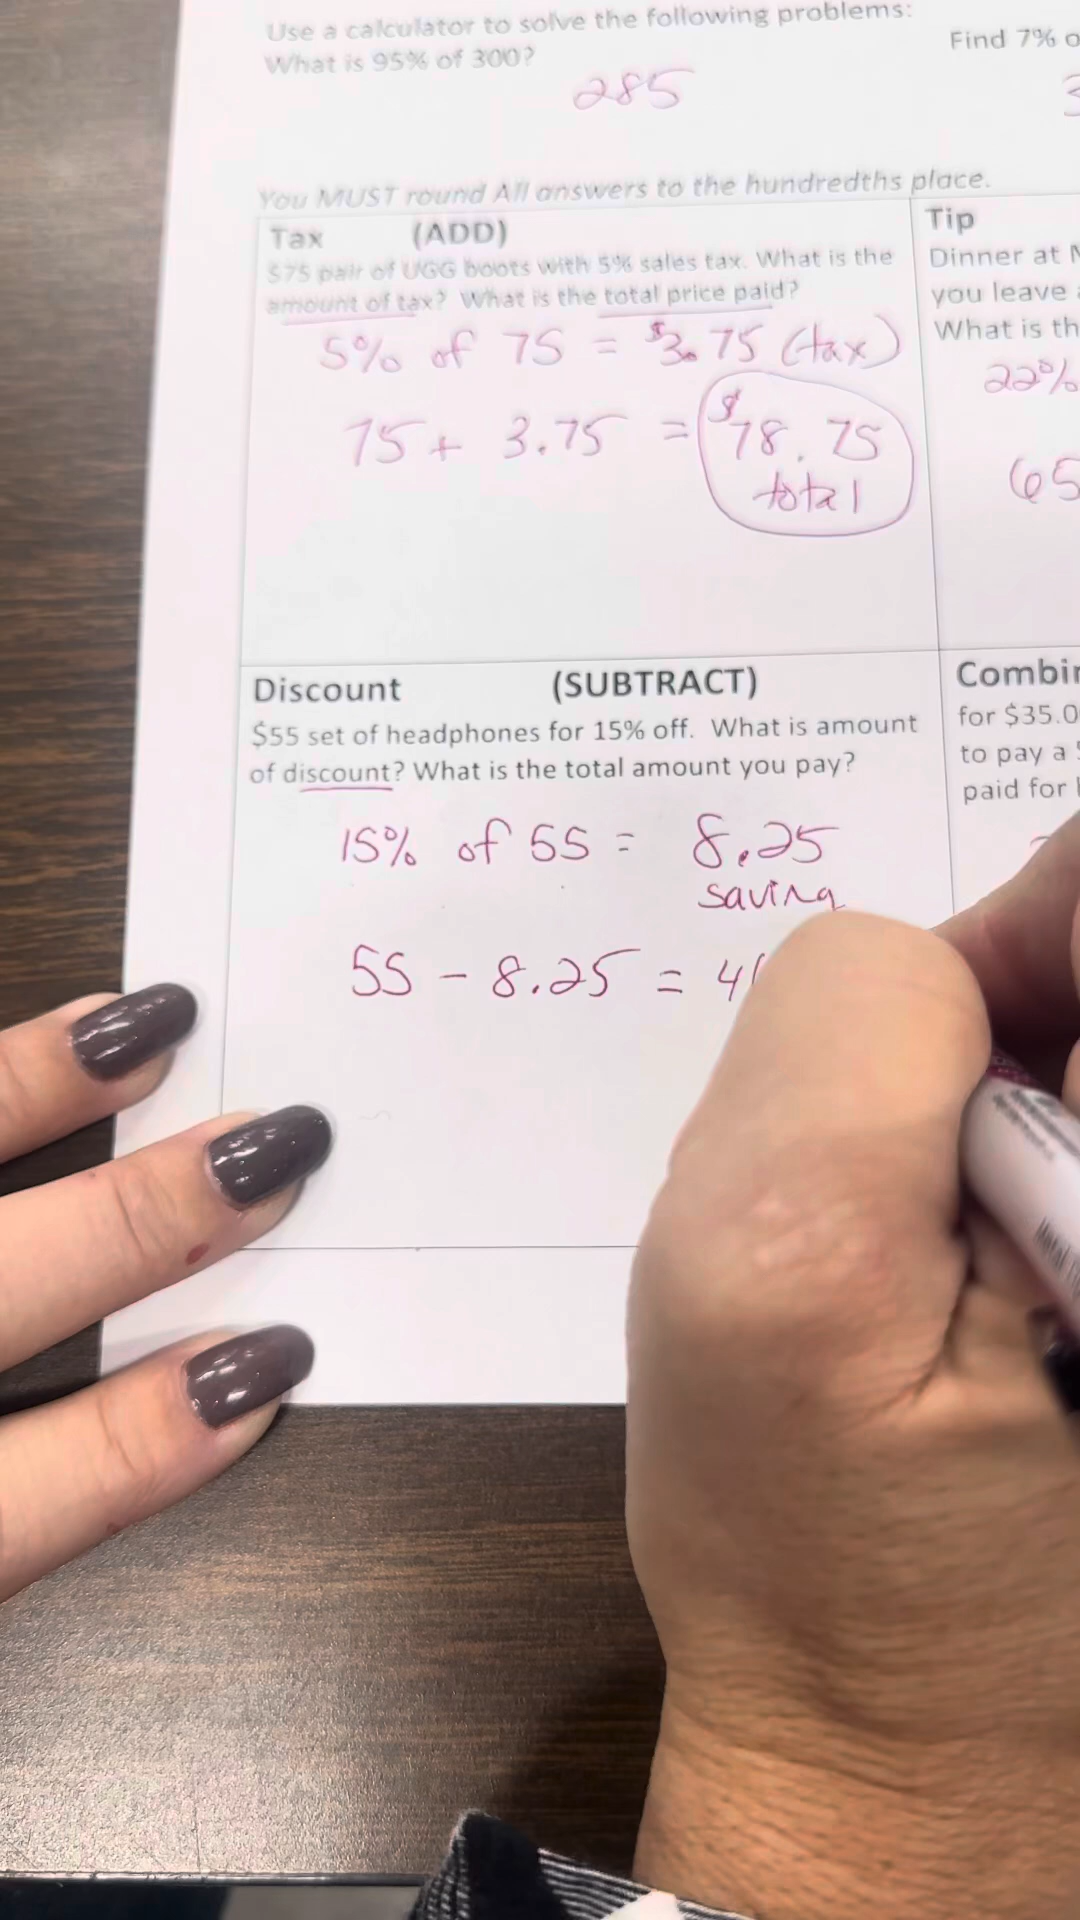 Use a calculator to solve the following problems:
What is 95% of 300?
Find 7% o
285
3
You MUST round All answers to the hundredths place.
Tax (ADD)
$75 pair of UGG boots with 5% sales tax. What is the
amount of tax? What is the total price paid?
5% of 75 = $3.75 (tax)
75 + 3.75 = $78.75
total
Tip
Dinner at
you leave
What is th
22%
65
Discount (SUBTRACT)
$55 set of headphones for 15% off. What is amount
of discount? What is the total amount you pay?
15% of 55 = 8.25
saving
55 - 8.25 = 4
Combin
for $35.0
to pay a
paid for